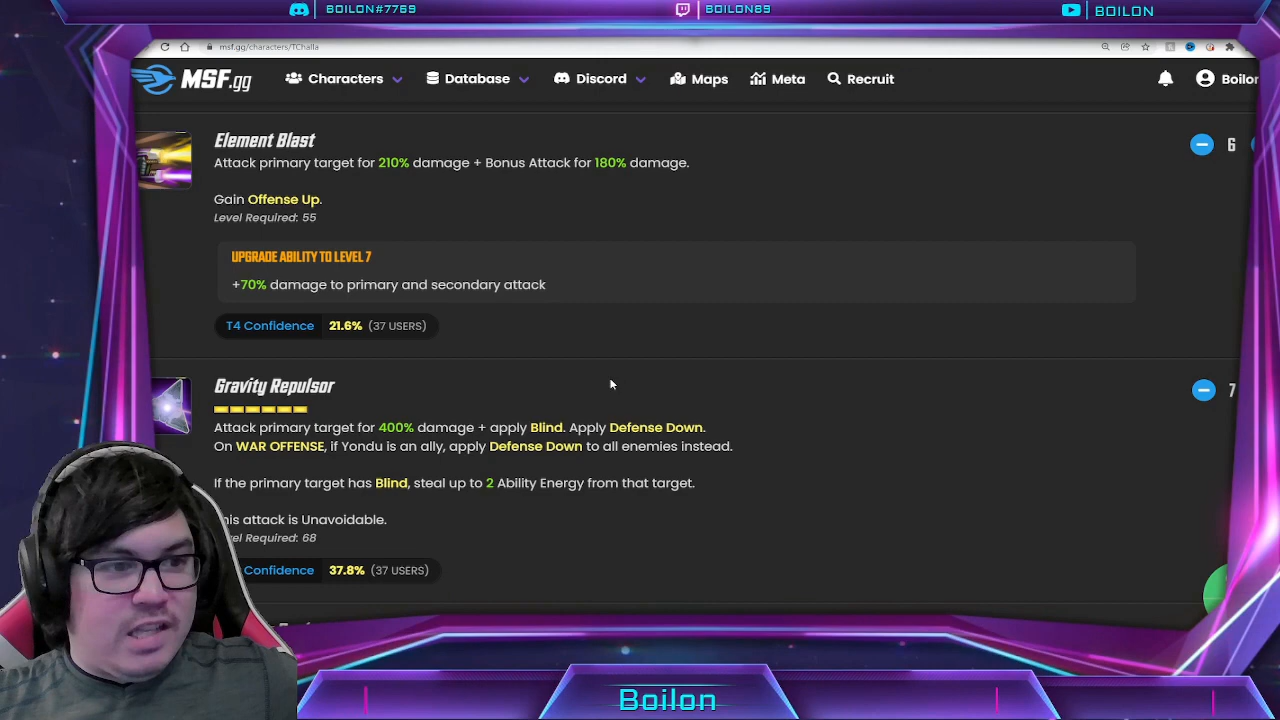 BOILON#7769
BOILON89
BOILON
msf.gg/characters/TChalla
MSF.gg
Characters
Database
Discord
Maps
Meta
Recruit
Boilon
Element Blast
6
Attack primary target for 210% damage + Bonus Attack for 180% damage.
Gain Offense Up.
Level Required: 55
UPGRADE ABILITY TO LEVEL 7
+70% damage to primary and secondary attack
T4 Confidence 21.6% (37 USERS)
Gravity Repulsor
7
Attack primary target for 400% damage + apply Blind. Apply Defense Down.
On WAR OFFENSE, if Yondu is an ally, apply Defense Down to all enemies instead.
If the primary target has Blind, steal up to 2 Ability Energy from that target.
his attack is Unavoidable.
el Required: 68
Confidence 37.8% (37 USERS)
Boilon